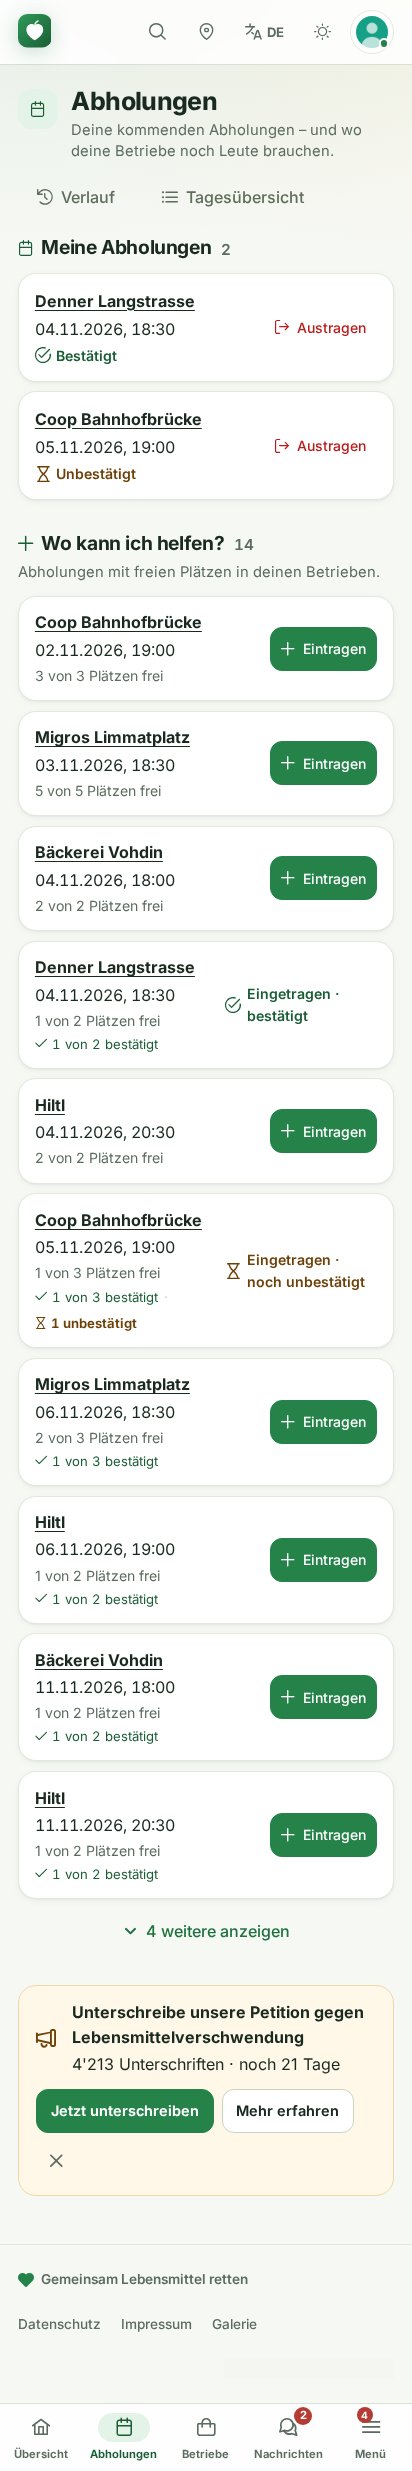 DE
Abholungen
Deine kommenden Abholungen – und wo
deine Betriebe noch Leute brauchen.
Verlauf
Tagesübersicht
Meine Abholungen 2
Denner Langstrasse
04.11.2026, 18:30
Bestätigt
Austragen
Coop Bahnhofbrücke
05.11.2026, 19:00
Unbestätigt
Austragen
Wo kann ich helfen? 14
Abholungen mit freien Plätzen in deinen Betrieben.
Coop Bahnhofbrücke
02.11.2026, 19:00
3 von 3 Plätzen frei
Eintragen
Migros Limmatplatz
03.11.2026, 18:30
5 von 5 Plätzen frei
Eintragen
Bäckerei Vohdin
04.11.2026, 18:00
2 von 2 Plätzen frei
Eintragen
Denner Langstrasse
04.11.2026, 18:30
1 von 2 Plätzen frei
1 von 2 bestätigt
Eingetragen ·
bestätigt
Hiltl
04.11.2026, 20:30
2 von 2 Plätzen frei
Eintragen
Coop Bahnhofbrücke
05.11.2026, 19:00
1 von 3 Plätzen frei
1 von 3 bestätigt ·
1 unbestätigt
Eingetragen ·
noch unbestätigt
Migros Limmatplatz
06.11.2026, 18:30
2 von 3 Plätzen frei
1 von 3 bestätigt
Eintragen
Hiltl
06.11.2026, 19:00
1 von 2 Plätzen frei
1 von 2 bestätigt
Eintragen
Bäckerei Vohdin
11.11.2026, 18:00
1 von 2 Plätzen frei
1 von 2 bestätigt
Eintragen
Hiltl
11.11.2026, 20:30
1 von 2 Plätzen frei
1 von 2 bestätigt
Eintragen
4 weitere anzeigen
Unterschreibe unsere Petition gegen
Lebensmittelverschwendung
4'213 Unterschriften · noch 21 Tage
Jetzt unterschreiben
Mehr erfahren
Gemeinsam Lebensmittel retten
Datenschutz
Impressum
Galerie
Übersicht
Abholungen
Betriebe
2
Nachrichten
4
Menü